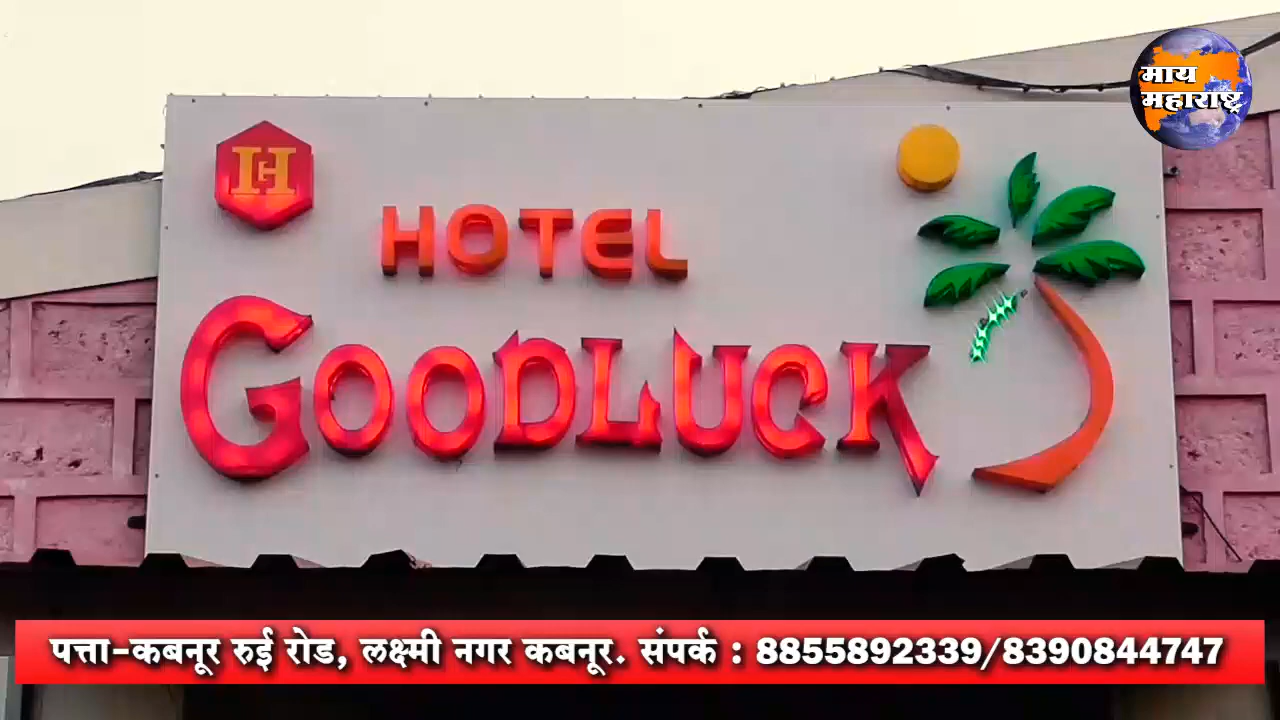 माय
महाराष्ट्र
HOTEL
GOODLUCK
पत्ता-कबनूर रुई रोड, लक्ष्मी नगर कबनूर. संपर्क : 8855892339/8390844747